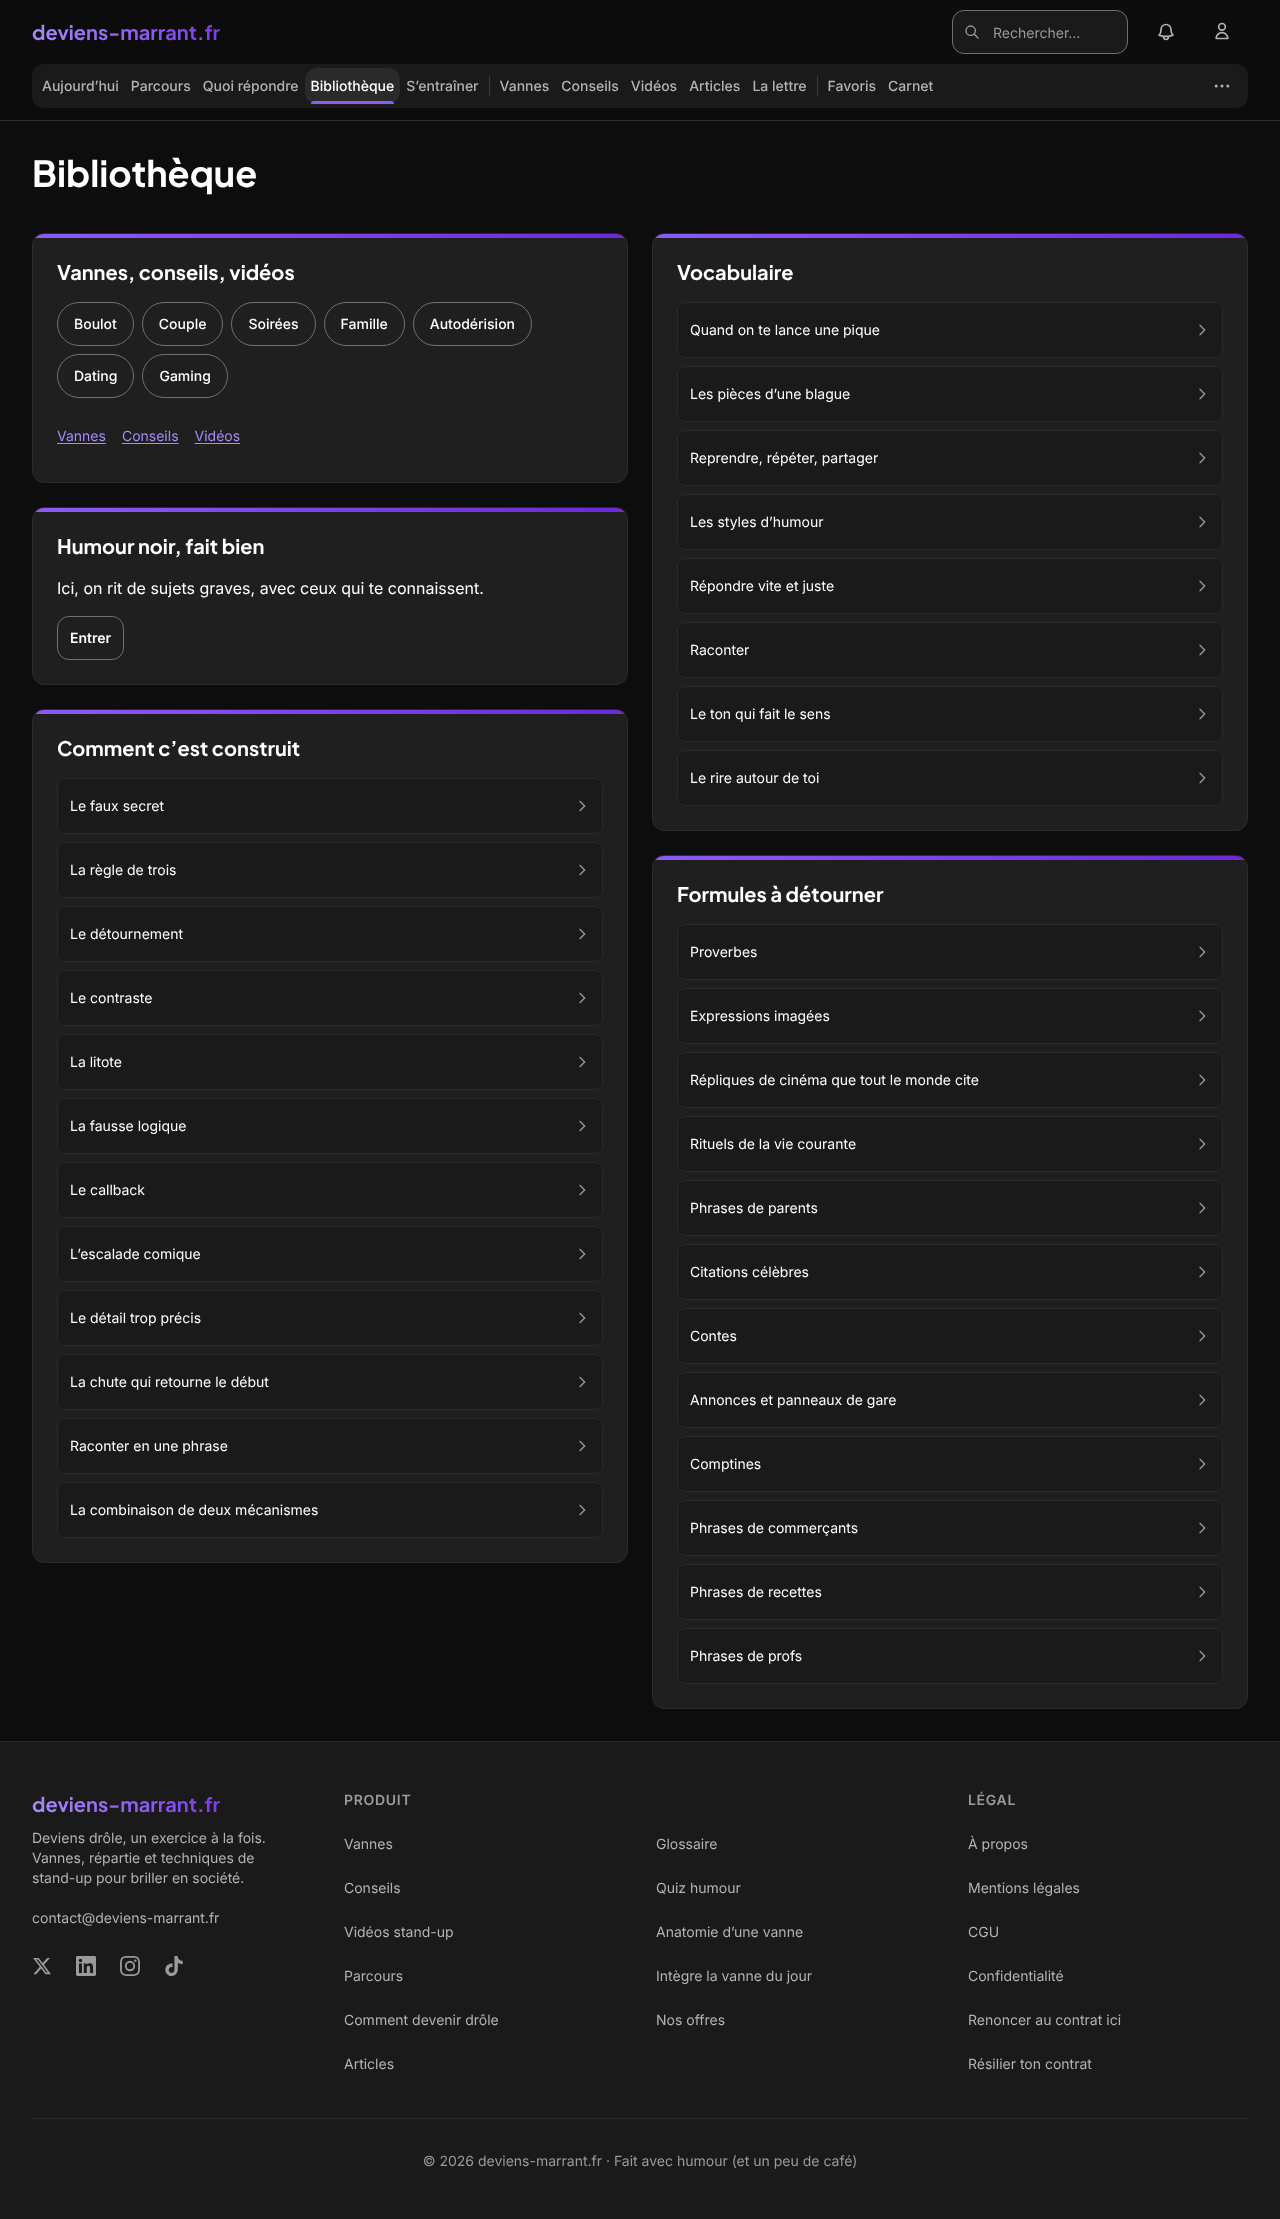 deviens-marrant.fr
Rechercher...
Aujourd’hui Parcours Quoi répondre Bibliothèque S’entraîner Vannes Conseils Vidéos Articles La lettre Favoris Carnet
Bibliothèque
Vannes, conseils, vidéos
Boulot Couple Soirées Famille Autodérision
Dating Gaming
Vannes Conseils Vidéos
Humour noir, fait bien
Ici, on rit de sujets graves, avec ceux qui te connaissent.
Entrer
Comment c’est construit
Le faux secret
La règle de trois
Le détournement
Le contraste
La litote
La fausse logique
Le callback
L’escalade comique
Le détail trop précis
La chute qui retourne le début
Raconter en une phrase
La combinaison de deux mécanismes
Vocabulaire
Quand on te lance une pique
Les pièces d’une blague
Reprendre, répéter, partager
Les styles d’humour
Répondre vite et juste
Raconter
Le ton qui fait le sens
Le rire autour de toi
Formules à détourner
Proverbes
Expressions imagées
Répliques de cinéma que tout le monde cite
Rituels de la vie courante
Phrases de parents
Citations célèbres
Contes
Annonces et panneaux de gare
Comptines
Phrases de commerçants
Phrases de recettes
Phrases de profs
deviens-marrant.fr
Deviens drôle, un exercice à la fois.
Vannes, répartie et techniques de
stand-up pour briller en société.
contact@deviens-marrant.fr
PRODUIT
Vannes
Conseils
Vidéos stand-up
Parcours
Comment devenir drôle
Articles
Glossaire
Quiz humour
Anatomie d’une vanne
Intègre la vanne du jour
Nos offres
LÉGAL
À propos
Mentions légales
CGU
Confidentialité
Renoncer au contrat ici
Résilier ton contrat
© 2026 deviens-marrant.fr · Fait avec humour (et un peu de café)